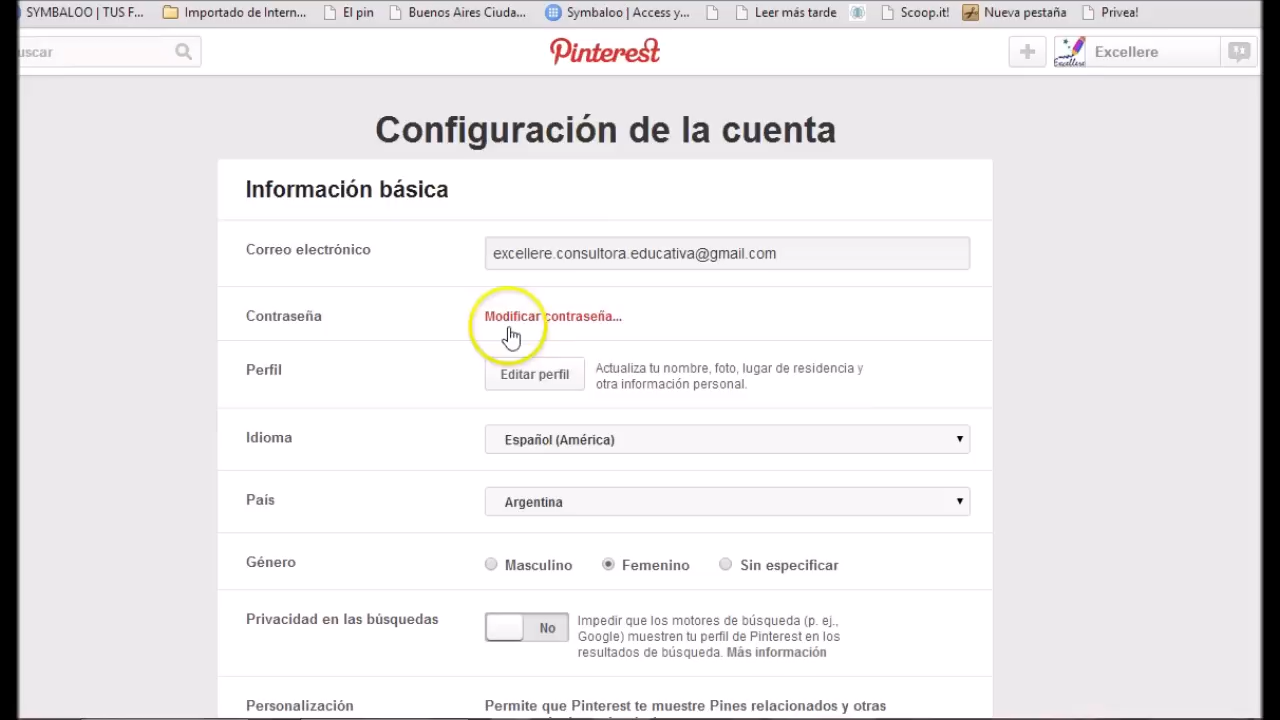 SYMBALOO | TUS F... Importado de Intern... El pin Buenos Aires Ciuda... Symbaloo | Access y... Leer más tarde Scoop.it! Nueva pestaña Privea!
uscar Pinterest Excellere
Configuración de la cuenta
Información básica
Correo electrónico excellere.consultora.educativa@gmail.com
Contraseña Modificar contraseña...
Perfil Editar perfil Actualiza tu nombre, foto, lugar de residencia y
otra información personal.
Idioma Español (América)
País Argentina
Género Masculino Femenino Sin especificar
Privacidad en las búsquedas No Impedir que los motores de búsqueda (p. ej.,
Google) muestren tu perfil de Pinterest en los
resultados de búsqueda. Más información
Personalización Permite que Pinterest te muestre Pines relacionados y otras